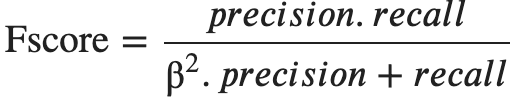 Fscore = precision. recall / β². precision + recall